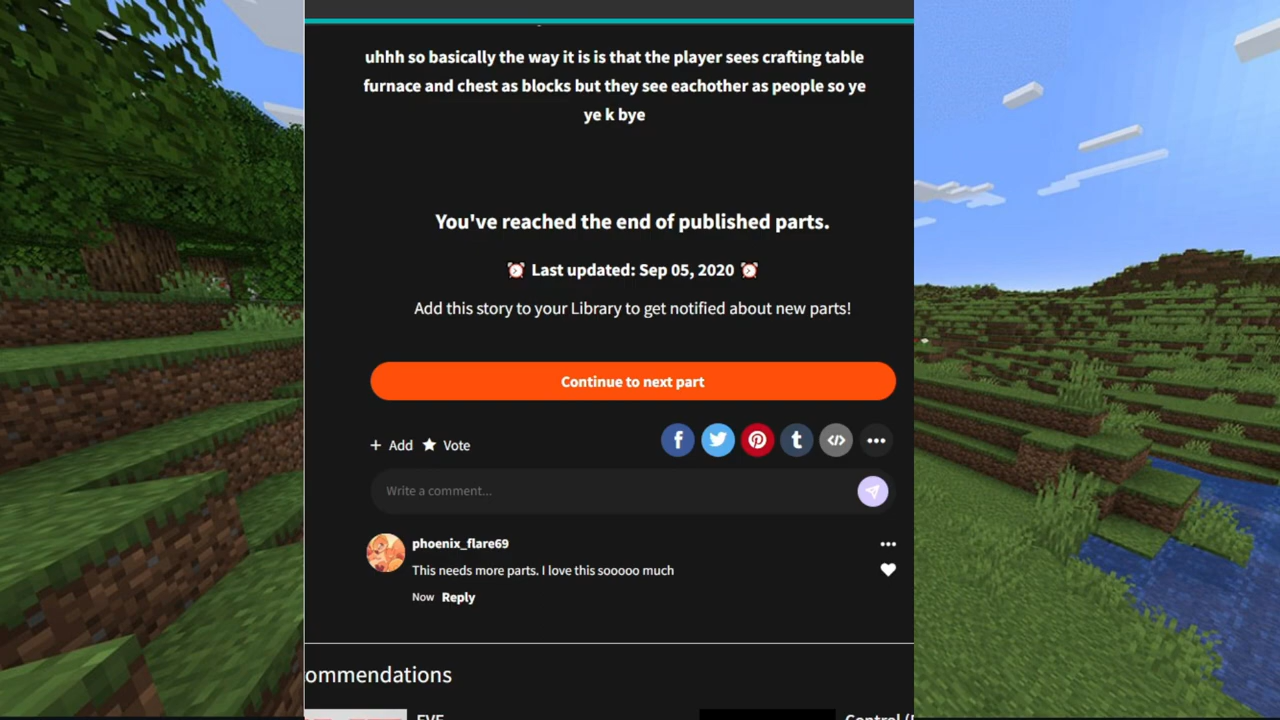 uhhh so basically the way it is is that the player sees crafting table
furnace and chest as blocks but they see eachother as people so ye
ye k bye
You've reached the end of published parts.
Last updated: Sep 05, 2020
Add this story to your Library to get notified about new parts!
Continue to next part
+ Add ★ Vote
Write a comment...
phoenix_flare69
This needs more parts. I love this sooooo much
Now Reply
ommendations